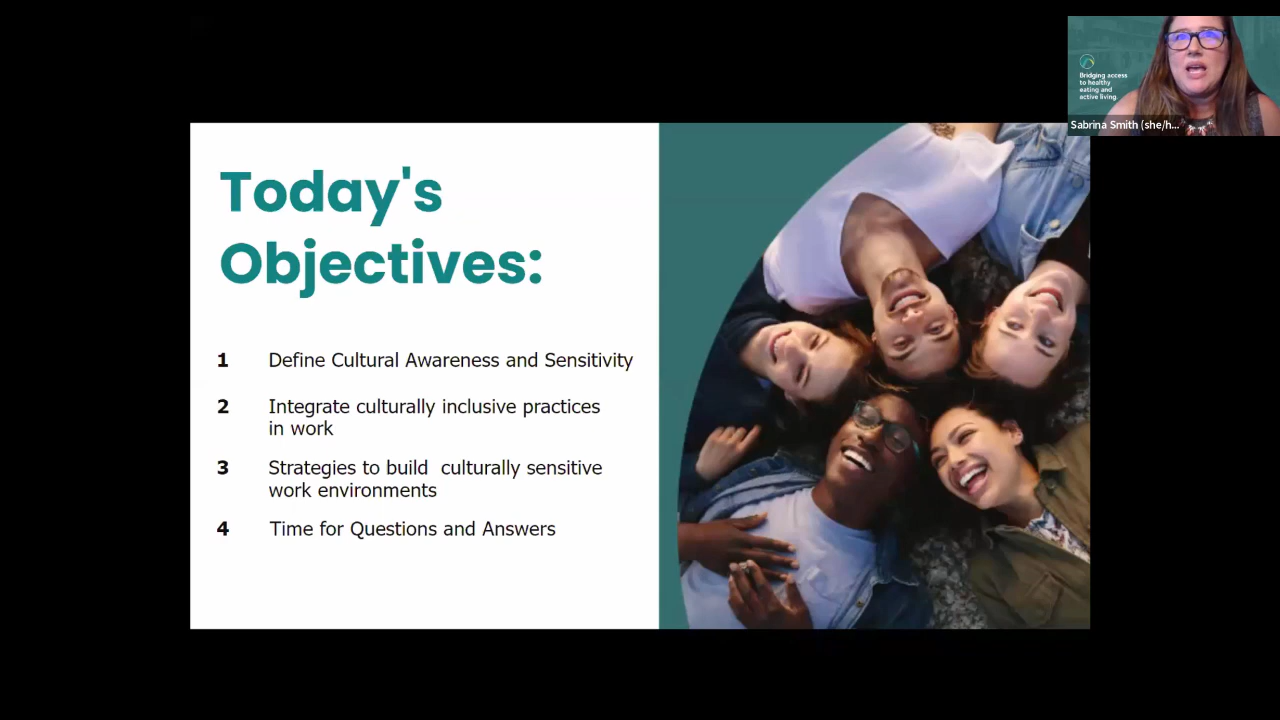 Today's
Objectives:
1 Define Cultural Awareness and Sensitivity
2 Integrate culturally inclusive practices
in work
3 Strategies to build  culturally sensitive
work environments
4 Time for Questions and Answers
Bridging access
to healthy
eating and
active living.
Sabrina Smith (she/h...